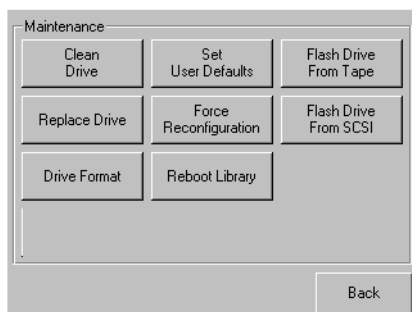 Maintenance
Clean
Drive
Set
User Defaults
Flash Drive
From Tape
Replace Drive
Force
Reconfiguration
Flash Drive
From SCSI
Drive Format
Reboot Library
Back